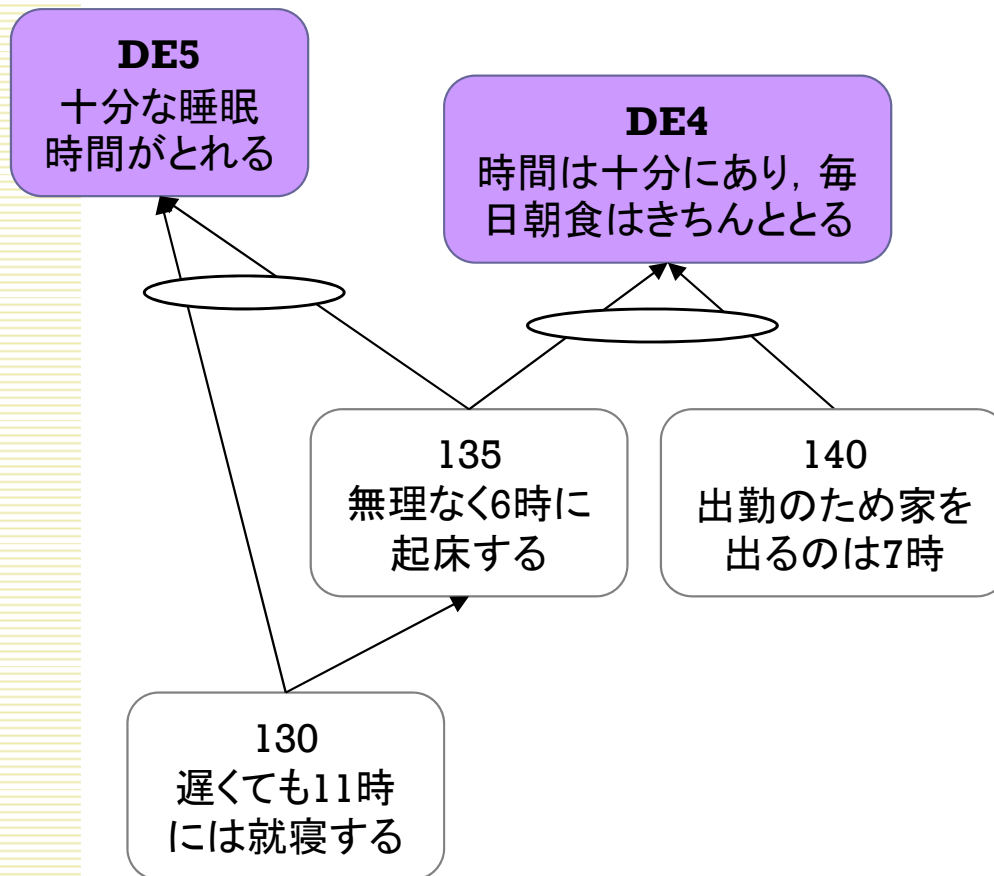 DE5
十分な睡眠
時間がとれる
DE4
時間は十分にあり, 毎
日朝食はきちんととる
135
無理なく6時に
起床する
140
出勤のため家を
出るのは7時
130
遅くても11時
には就寝する